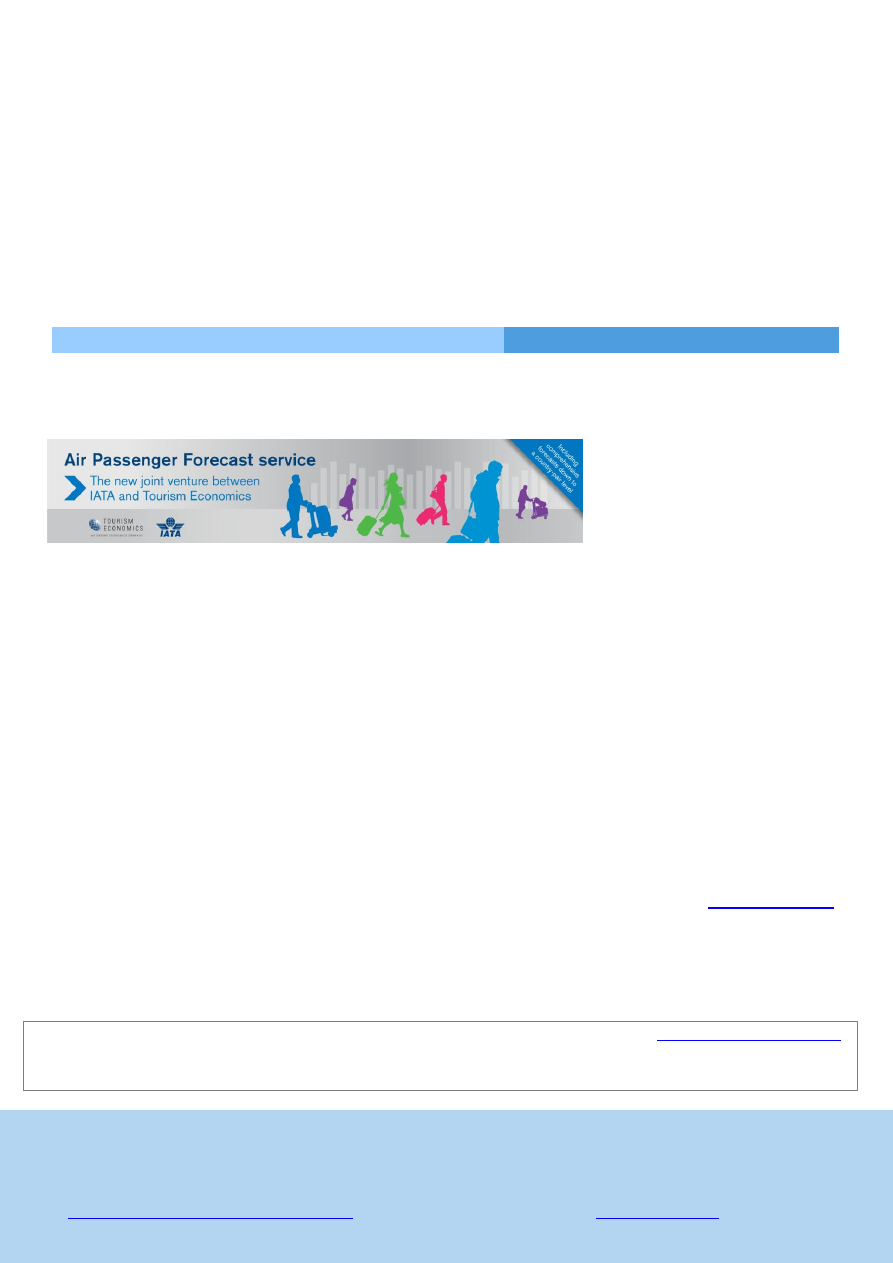 Air Passenger Forecast service
The new joint venture between
IATA and Tourism Economics
Including
comprehensive
forecasts down to
a country-pair level
TOURISM
ECONOMICS
IATA